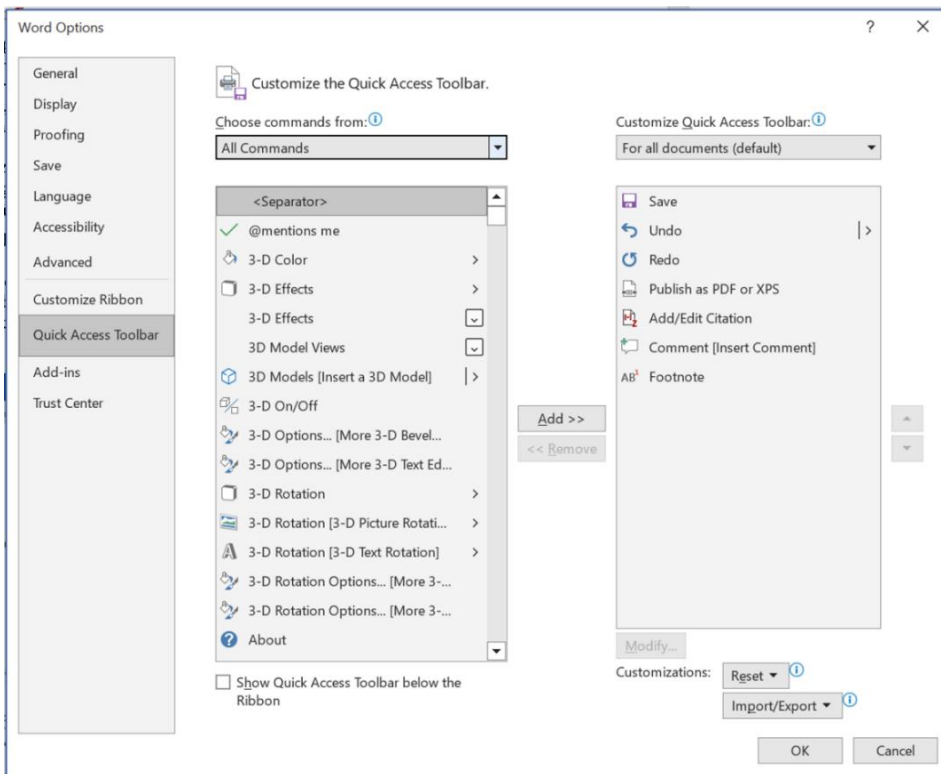 Word Options
General
Display
Proofing
Save
Language
Accessibility
Advanced
Customize Ribbon
Quick Access Toolbar
Add-ins
Trust Center
Customize the Quick Access Toolbar.
Choose commands from:
All Commands
<Separator>
@mentions me
3-D Color
3-D Effects
3-D Effects
3D Model Views
3D Models [Insert a 3D Model]
3-D On/Off
3-D Options... [More 3-D Bevel...
3-D Options... [More 3-D Text Ed...
3-D Rotation
3-D Rotation [3-D Picture Rotati...
3-D Rotation [3-D Text Rotation]
3-D Rotation Options... [More 3-...
3-D Rotation Options... [More 3-...
About
Show Quick Access Toolbar below the
Ribbon
Add >>
<< Remove
Customize Quick Access Toolbar:
For all documents (default)
Save
Undo
Redo
Publish as PDF or XPS
Add/Edit Citation
Comment [Insert Comment]
AB¹ Footnote
Modify...
Customizations:
Reset
Import/Export
OK
Cancel